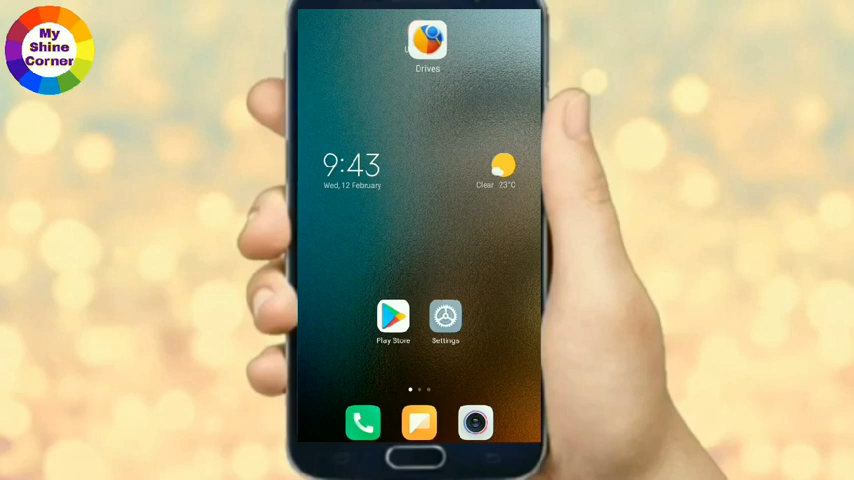 My
Shine
Corner
Drives
9:43
Wed, 12 February
Clear 23°C
Play Store
Settings